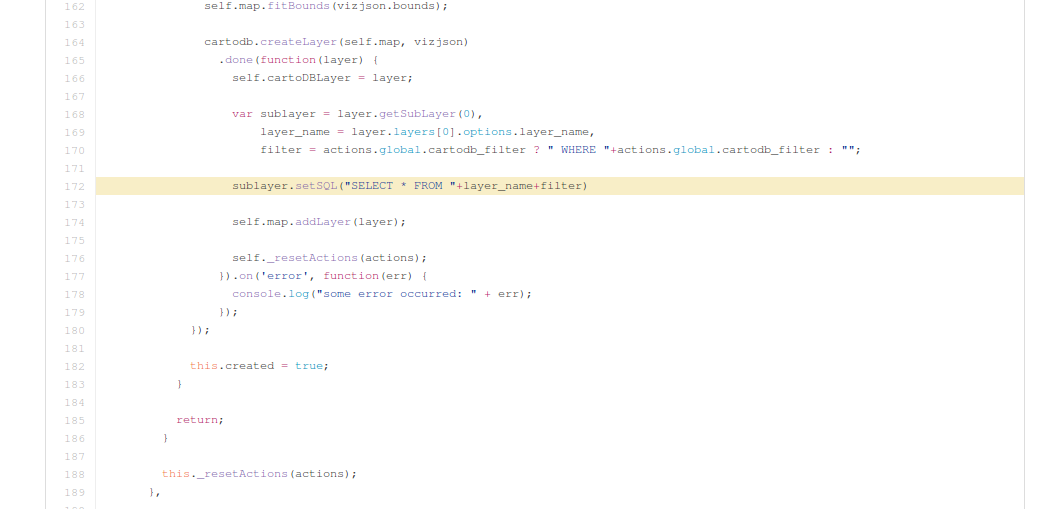 162 self.map.fitBounds(vizjson.bounds);
163
164 cartodb.createLayer(self.map, vizjson)
165 .done(function(layer) {
166 self.cartoDBLayer = layer;
167
168 var sublayer = layer.getSubLayer(0),
169 layer_name = layer.layers[0].options.layer_name,
170 filter = actions.global.cartodb_filter ? " WHERE "+actions.global.cartodb_filter : "";
171
172 sublayer.setSQL("SELECT * FROM "+layer_name+filter)
173
174 self.map.addLayer(layer);
175
176 self._resetActions(actions);
177 }).on('error', function(err) {
178 console.log("some error occurred: " + err);
179 });
180 });
181
182 this.created = true;
183 }
184
185 return;
186 }
187
188 this._resetActions(actions);
189 },